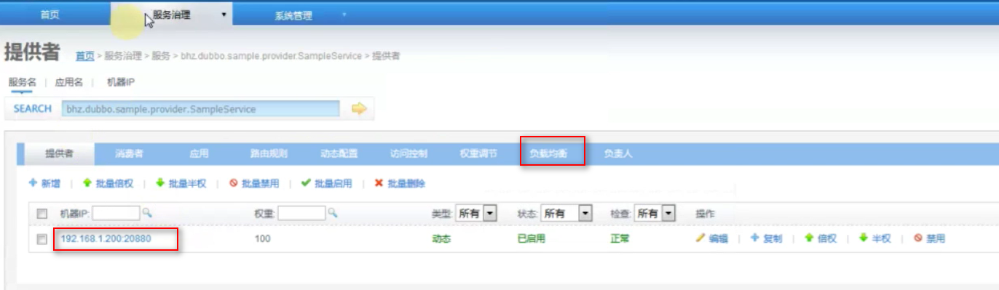 首页 服务治理 系统管理
提供者 首页 > 服务治理 > 服务 > bhz.dubbo.sample.provider.SampleService > 提供者
服务名 | 应用名 | 机器IP
SEARCH bhz.dubbo.sample.provider.SampleService
提供者 消费者 应用 路由规则 动态配置 访问控制 权重调节 负载均衡 负责人
新增 | 批量倍权 | 批量半权 | 批量禁用 | 批量启用 | 批量删除
机器IP: 权重: 类型: 所有 状态: 所有 检查: 所有 操作
192.168.1.200:20880 100 动态 已启用 正常 编辑 | 复制 | 倍权 | 半权 | 禁用